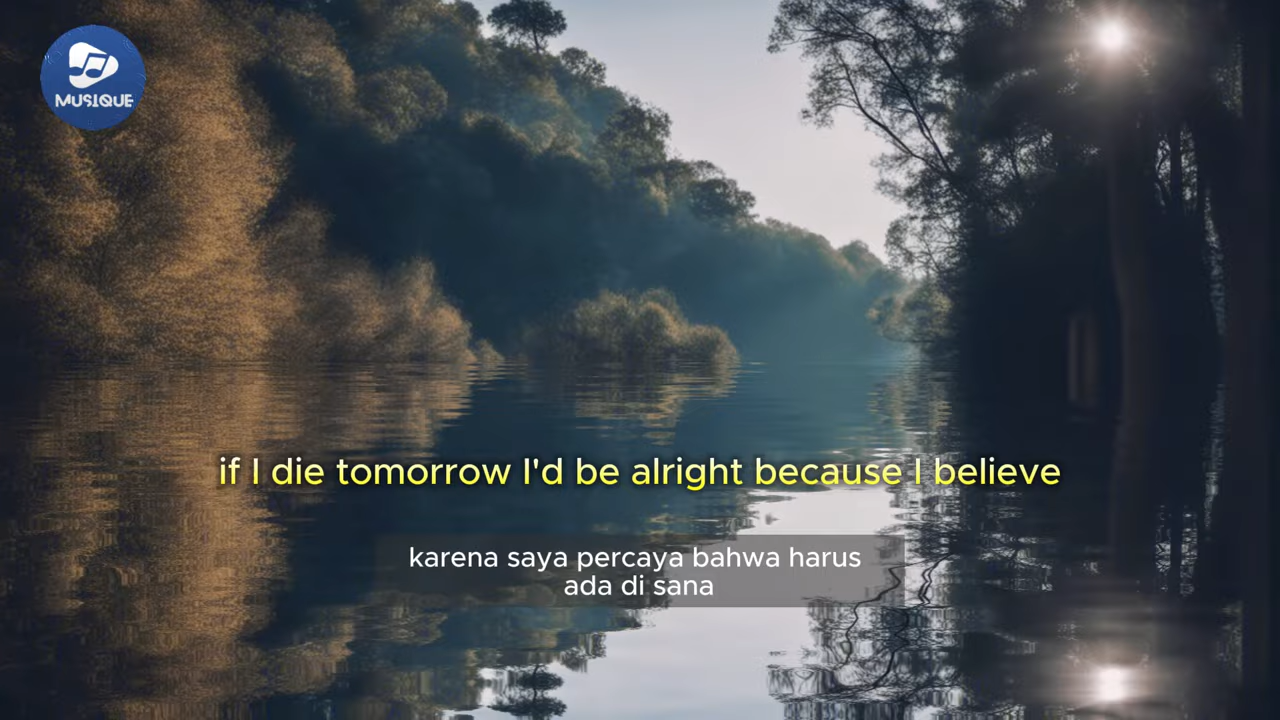 MUSIQUE
if I die tomorrow I'd be alright because I believe
karena saya percaya bahwa harus
ada di sana